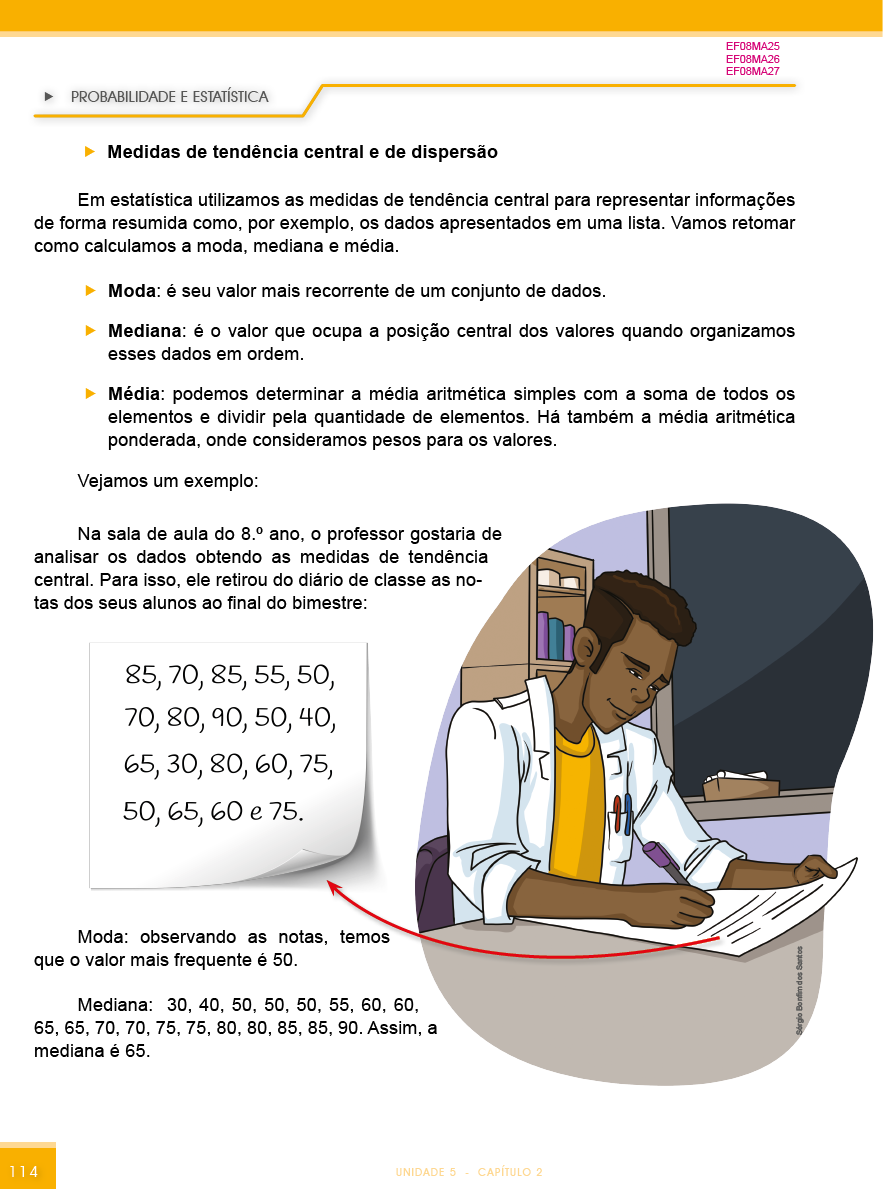 EF08MA25
EF08MA26
EF08MA27
PROBABILIDADE E ESTATÍSTICA
Medidas de tendência central e de dispersão
Em estatística utilizamos as medidas de tendência central para representar informações
de forma resumida como, por exemplo, os dados apresentados em uma lista. Vamos retomar
como calculamos a moda, mediana e média.
Moda: é seu valor mais recorrente de um conjunto de dados.
Mediana: é o valor que ocupa a posição central dos valores quando organizamos
esses dados em ordem.
Média: podemos determinar a média aritmética simples com a soma de todos os
elementos e dividir pela quantidade de elementos. Há também a média aritmética
ponderada, onde consideramos pesos para os valores.
Vejamos um exemplo:
Na sala de aula do 8.º ano, o professor gostaria de
analisar os dados obtendo as medidas de tendência
central. Para isso, ele retirou do diário de classe as no-
tas dos seus alunos ao final do bimestre:
85, 70, 85, 55, 50,
70, 80, 90, 50, 40,
65, 30, 80, 60, 75,
50, 65, 60 e 75.
Moda: observando as notas, temos
que o valor mais frequente é 50.
Mediana: 30, 40, 50, 50, 50, 55, 60, 60,
65, 65, 70, 70, 75, 75, 80, 80, 85, 85, 90. Assim, a
mediana é 65.
Sérgio Bonfim dos Santos
114
UNIDADE 5 - CAPÍTULO 2